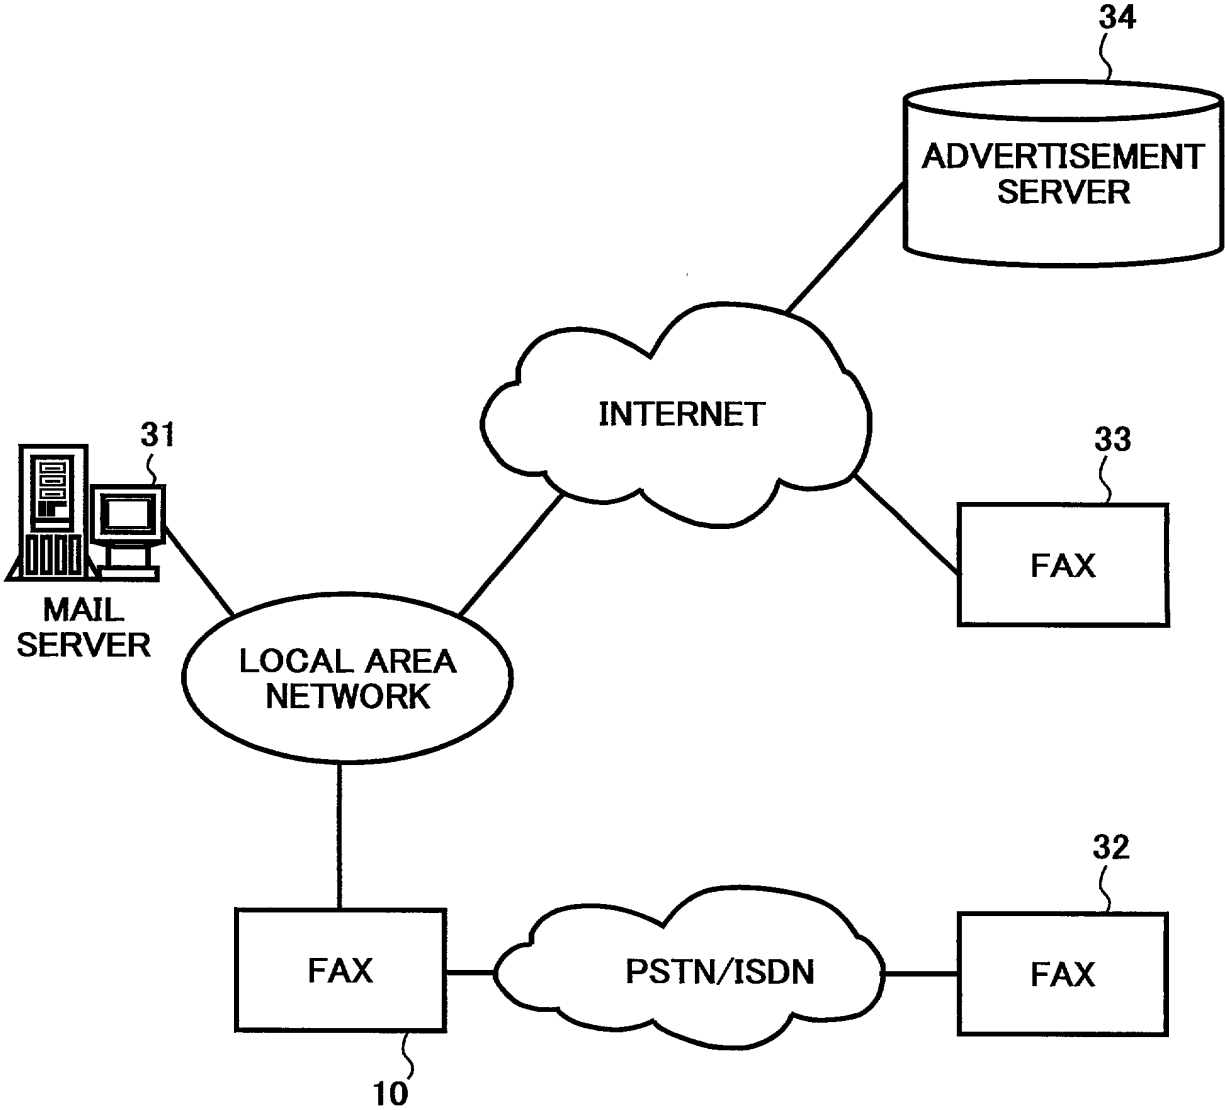 34
ADVERTISEMENT
SERVER
INTERNET
31
33
FAX
MAIL
SERVER
LOCAL AREA
NETWORK
32
FAX
PSTN/ISDN
FAX
10